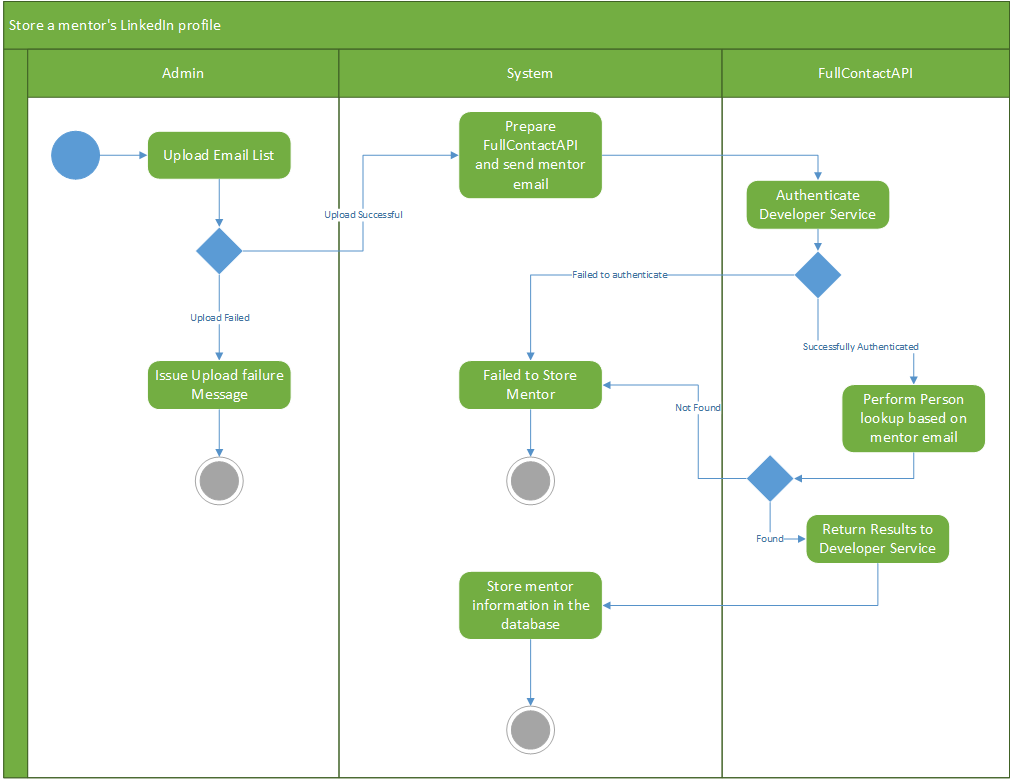 Store a mentor's LinkedIn profile
Admin
System
FullContactAPI
Upload Email List
Prepare
FullContactAPI
and send mentor
email
Authenticate
Developer Service
Upload Successful
Failed to authenticate
Upload Failed
Successfully Authenticated
Issue Upload failure
Message
Failed to Store
Mentor
Not Found
Perform Person
lookup based on
mentor email
Found
Return Results to
Developer Service
Store mentor
information in the
database